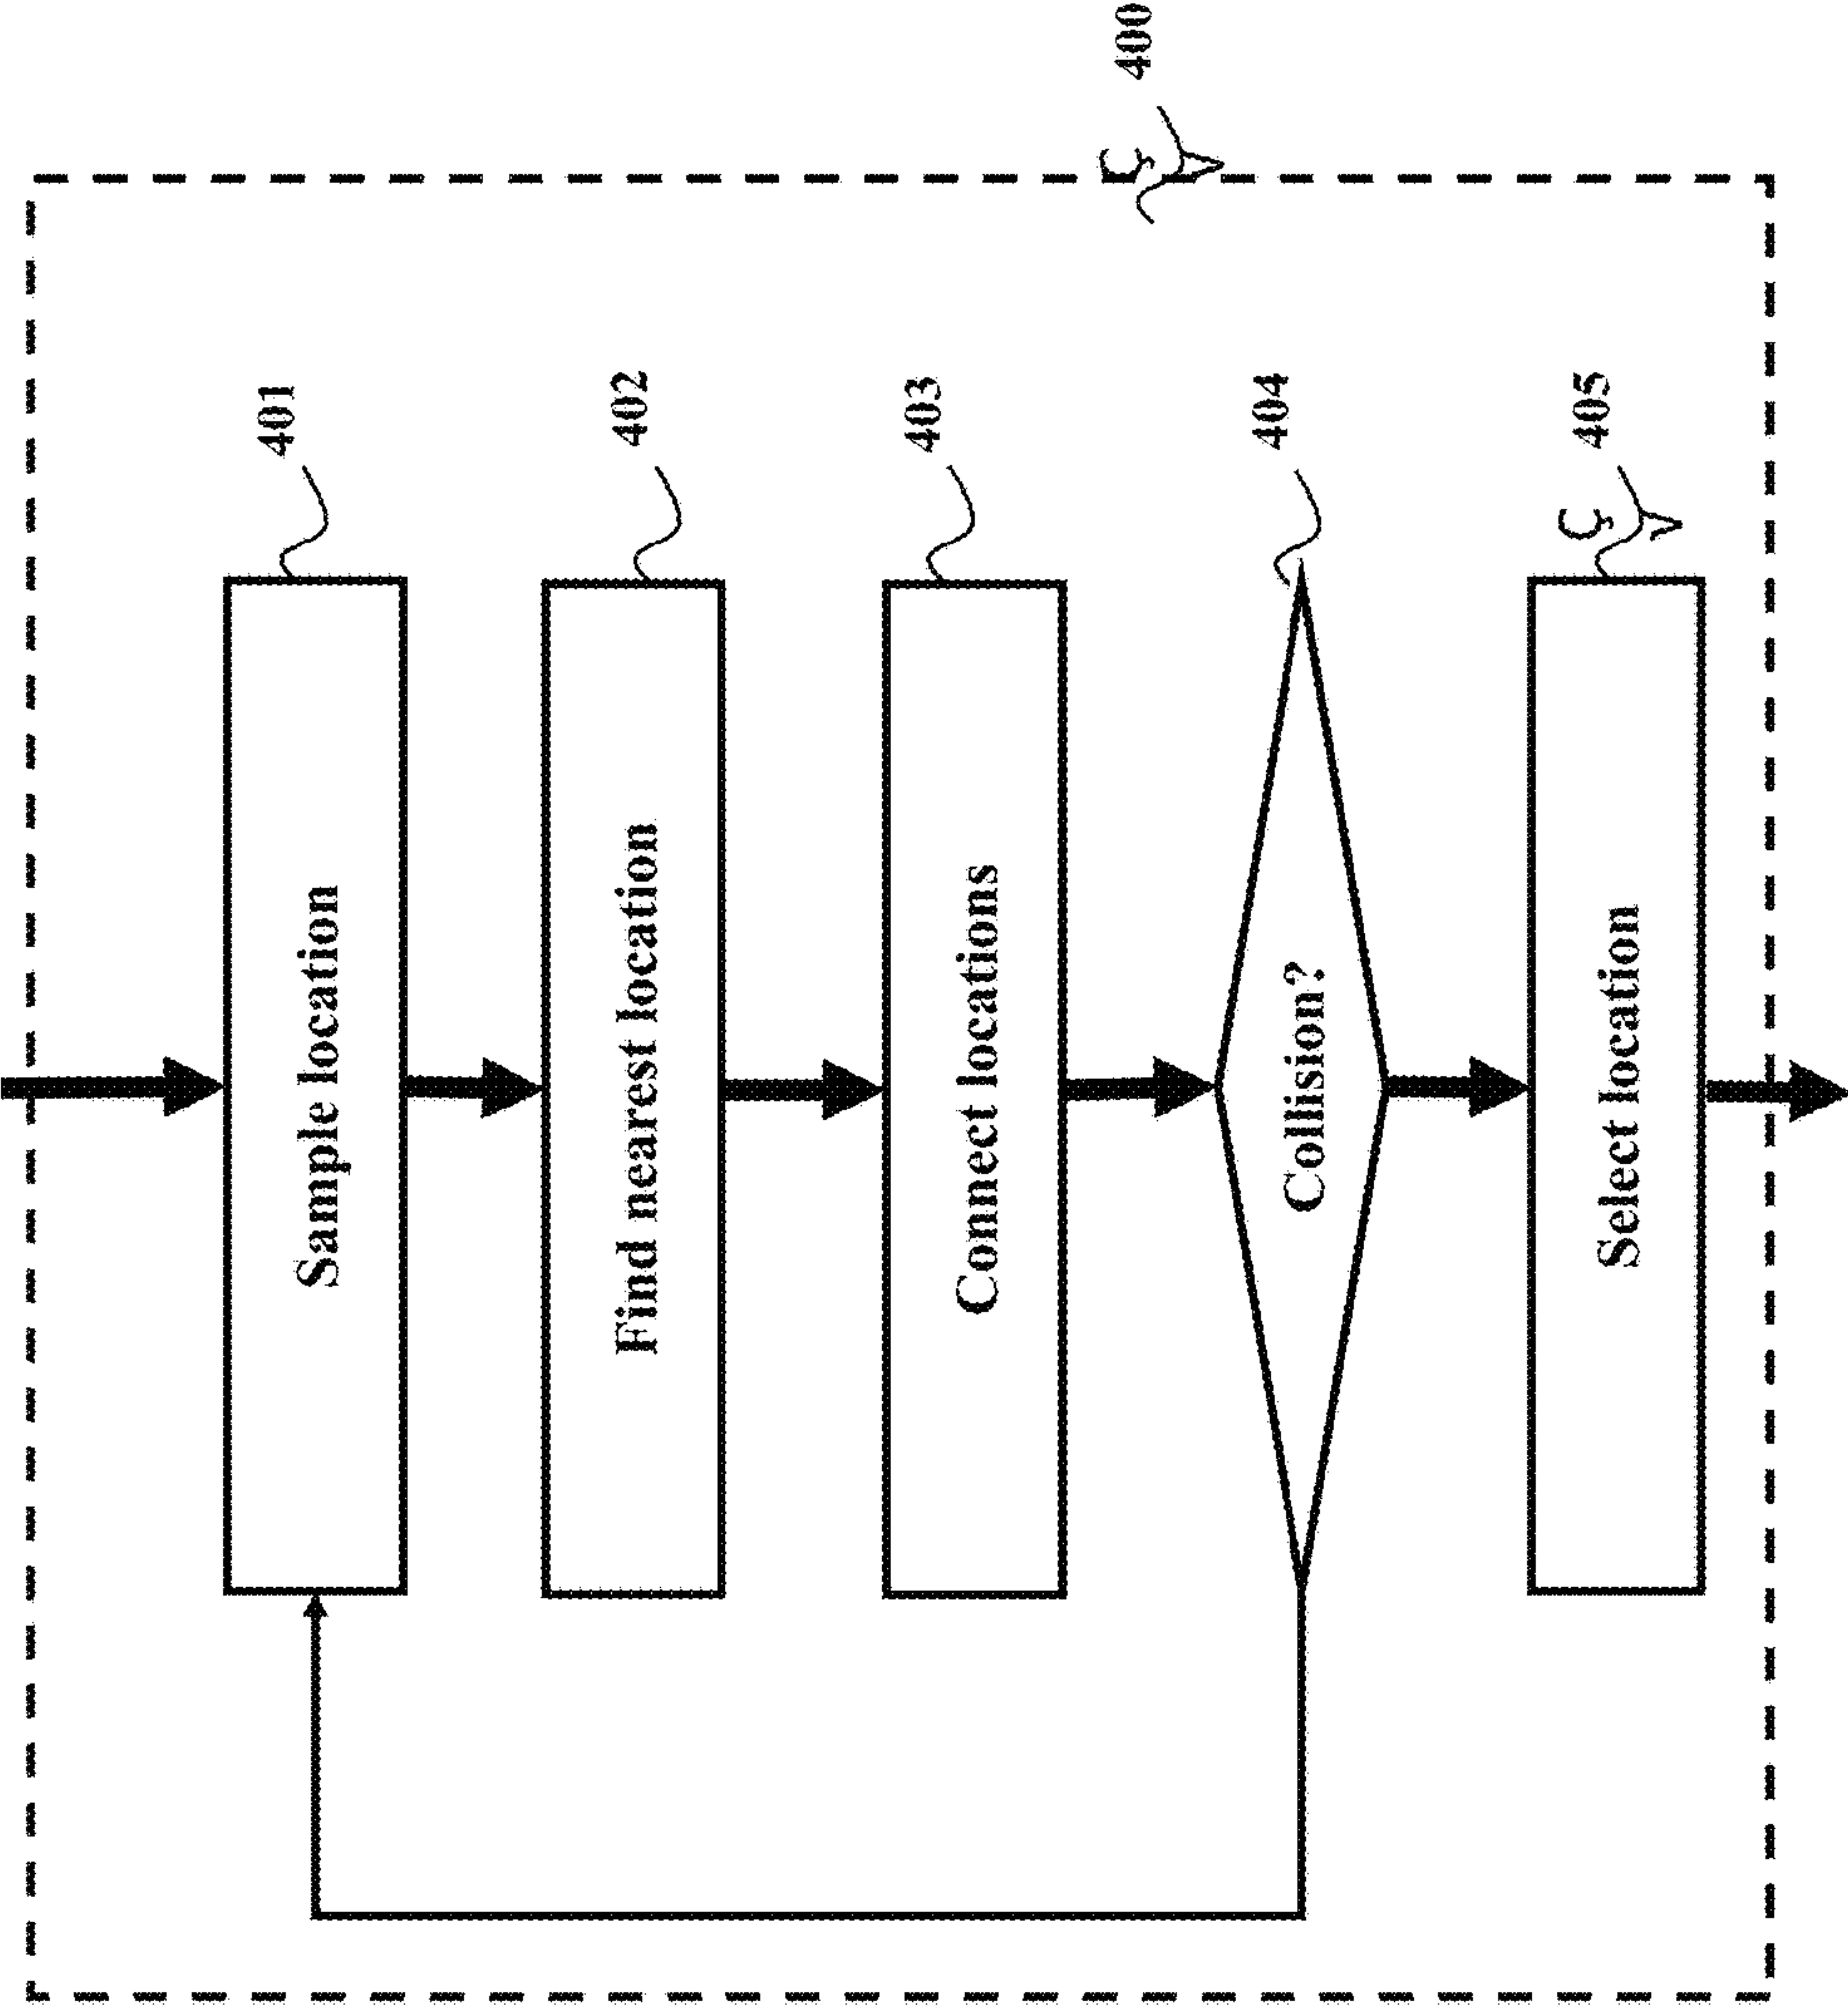 400
Sample location
401
Find nearest location
402
Connect locations
403
Collision?
404
Select location
405